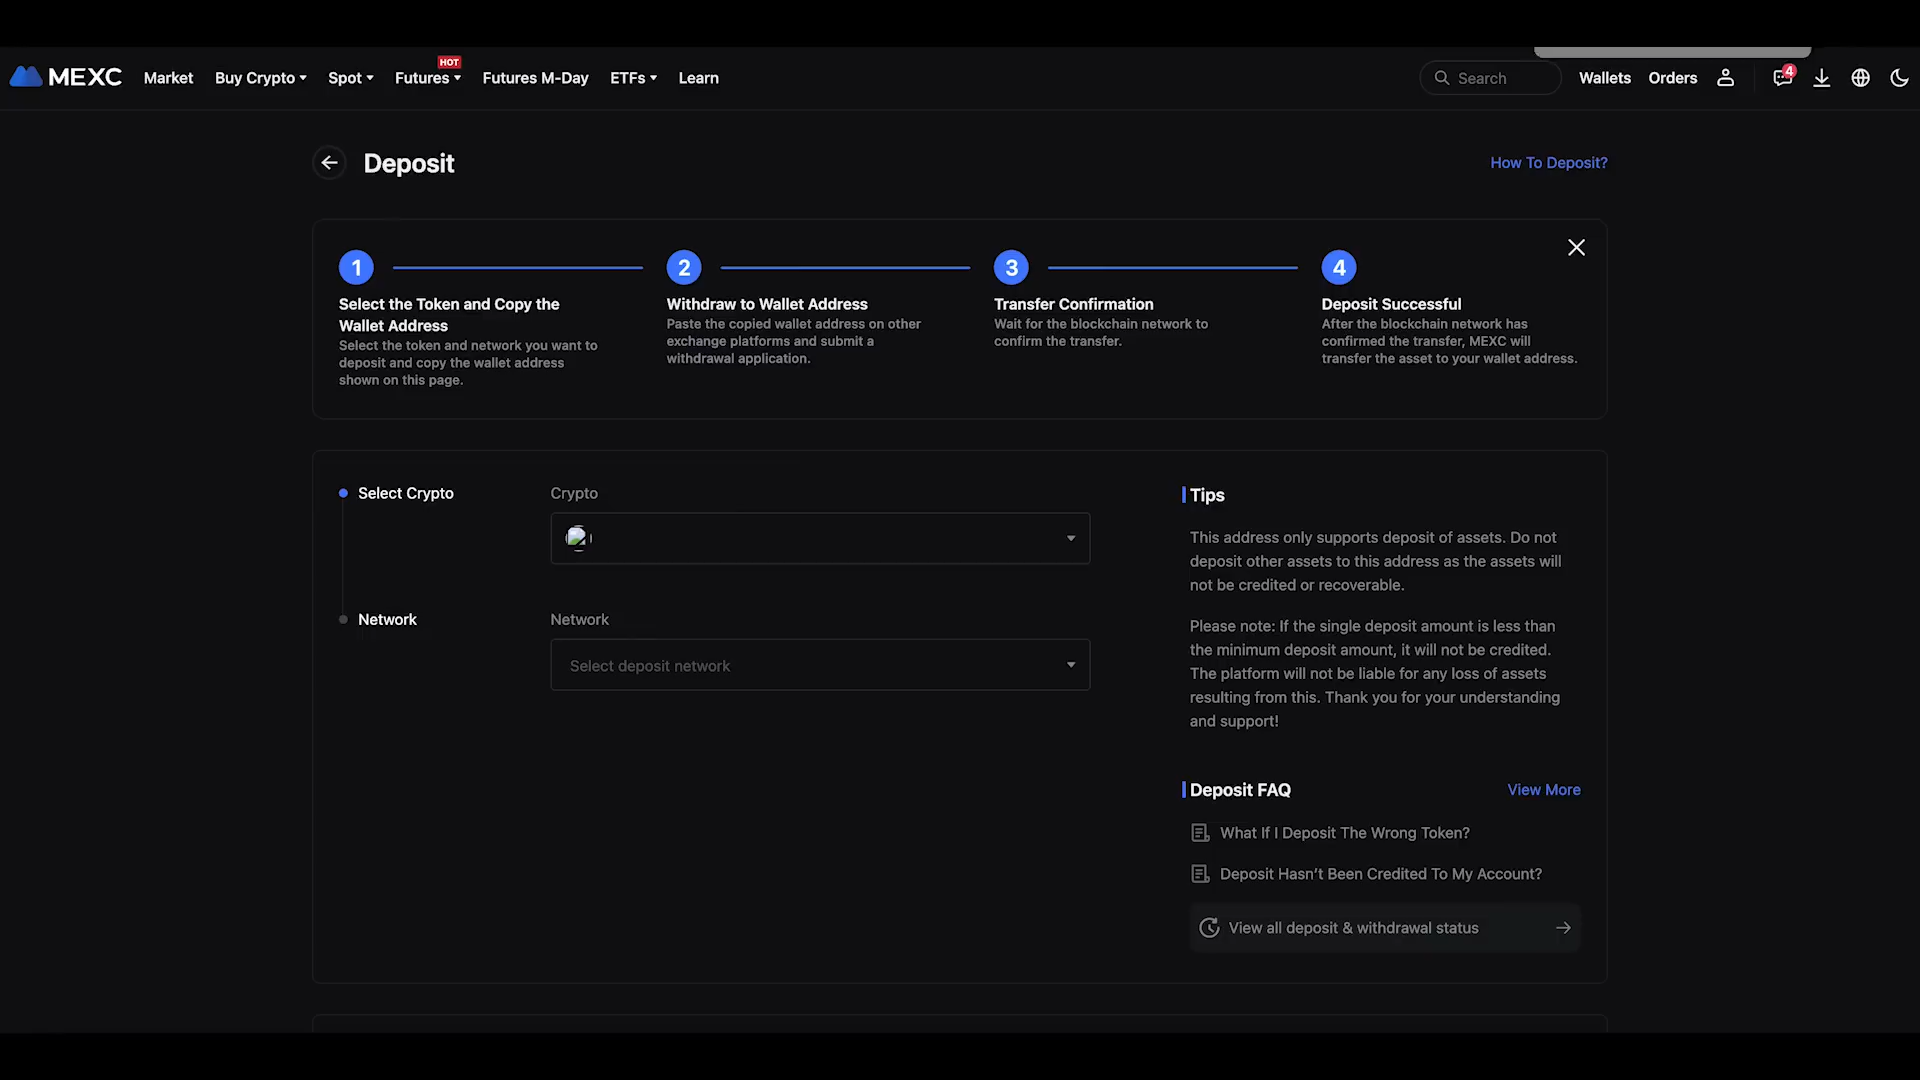 MEXC
Market
Buy Crypto
Spot
Futures
HOT
Futures M-Day
ETFs
Learn
Search
Wallets
Orders
4
Deposit
How To Deposit?
1
Select the Token and Copy the
Wallet Address
Select the token and network you want to
deposit and copy the wallet address
shown on this page.
2
Withdraw to Wallet Address
Paste the copied wallet address on other
exchange platforms and submit a
withdrawal application.
3
Transfer Confirmation
Wait for the blockchain network to
confirm the transfer.
4
Deposit Successful
After the blockchain network has
confirmed the transfer, MEXC will
transfer the asset to your wallet address.
Select Crypto
Crypto
Network
Network
Select deposit network
Tips
This address only supports deposit of assets. Do not
deposit other assets to this address as the assets will
not be credited or recoverable.
Please note: If the single deposit amount is less than
the minimum deposit amount, it will not be credited.
The platform will not be liable for any loss of assets
resulting from this. Thank you for your understanding
and support!
Deposit FAQ
View More
What If I Deposit The Wrong Token?
Deposit Hasn't Been Credited To My Account?
View all deposit & withdrawal status